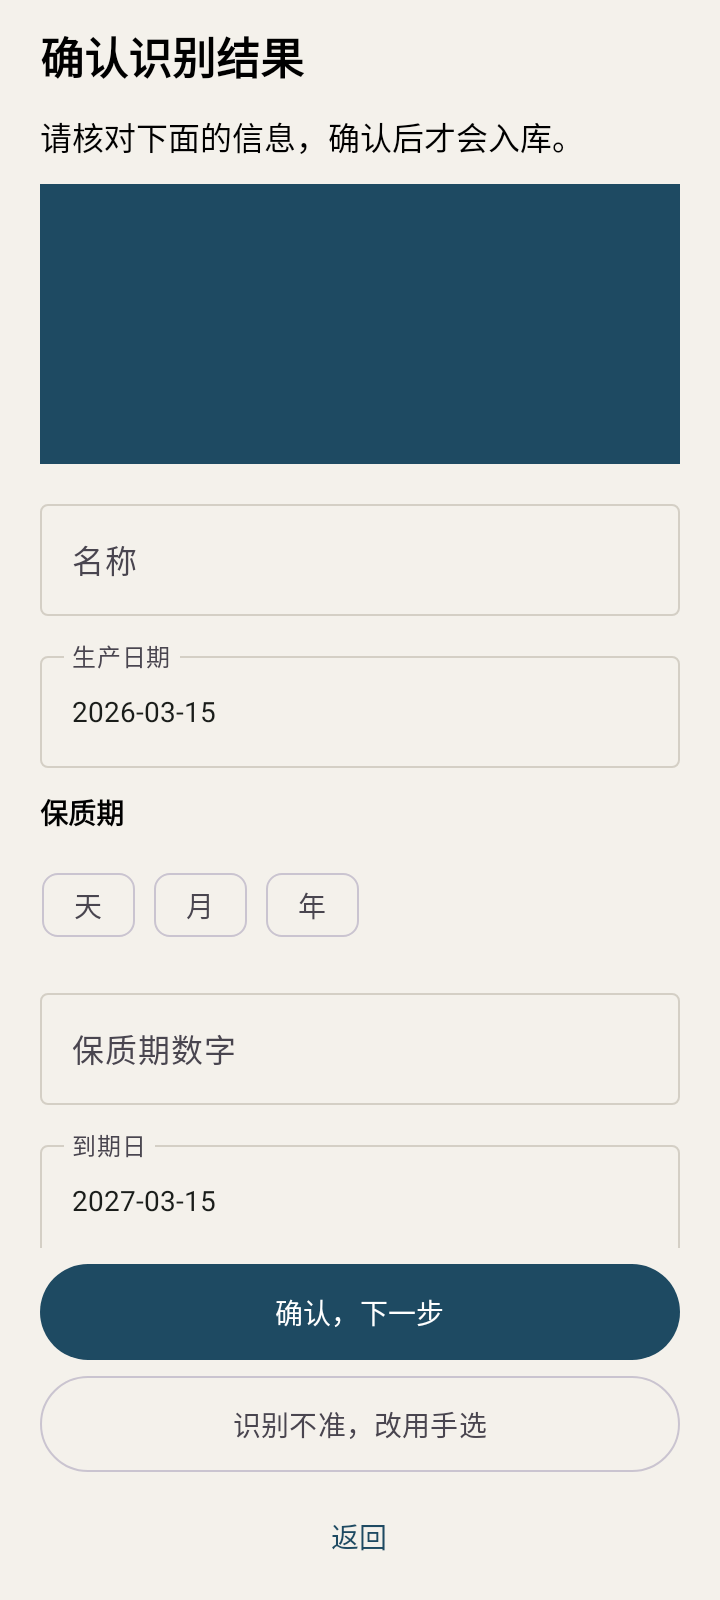 确认识别结果
请核对下面的信息，确认后才会入库。
名称
生产日期
2026-03-15
保质期
天
月
年
保质期数字
到期日
2027-03-15
确认，下一步
识别不准，改用手选
返回